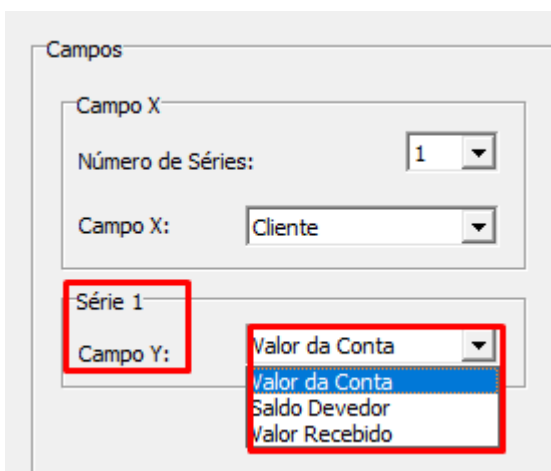 Campos
Campo X
Número de Séries: 1
Campo X: Cliente
Série 1
Campo Y: Valor da Conta
Valor da Conta
Saldo Devedor
Valor Recebido